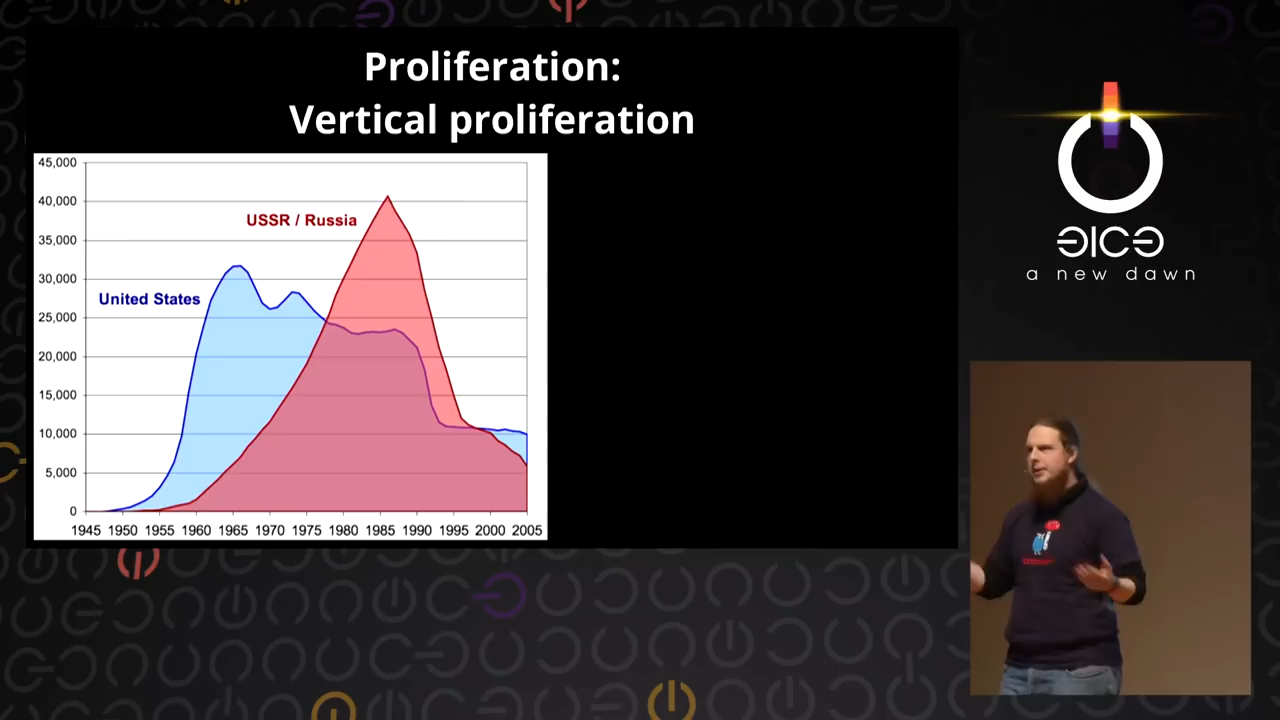 Proliferation:
Vertical proliferation
45,000
40,000
35,000
30,000
25,000
20,000
15,000
10,000
5,000
0
USSR / Russia
United States
1945 1950 1955 1960 1965 1970 1975 1980 1985 1990 1995 2000 2005
a new dawn